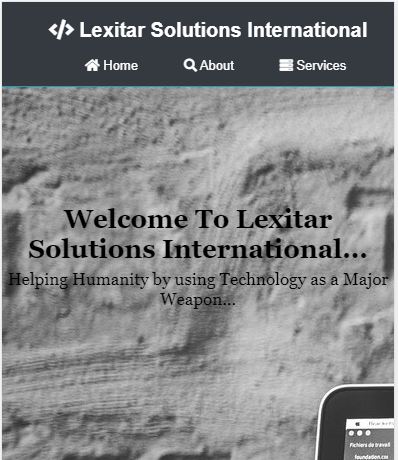 </> Lexitar Solutions International
Home About Services
Welcome To Lexitar
Solutions International...
Helping Humanity by using Technology as a Major
Weapon...
Fichiers de travail
foundation.css